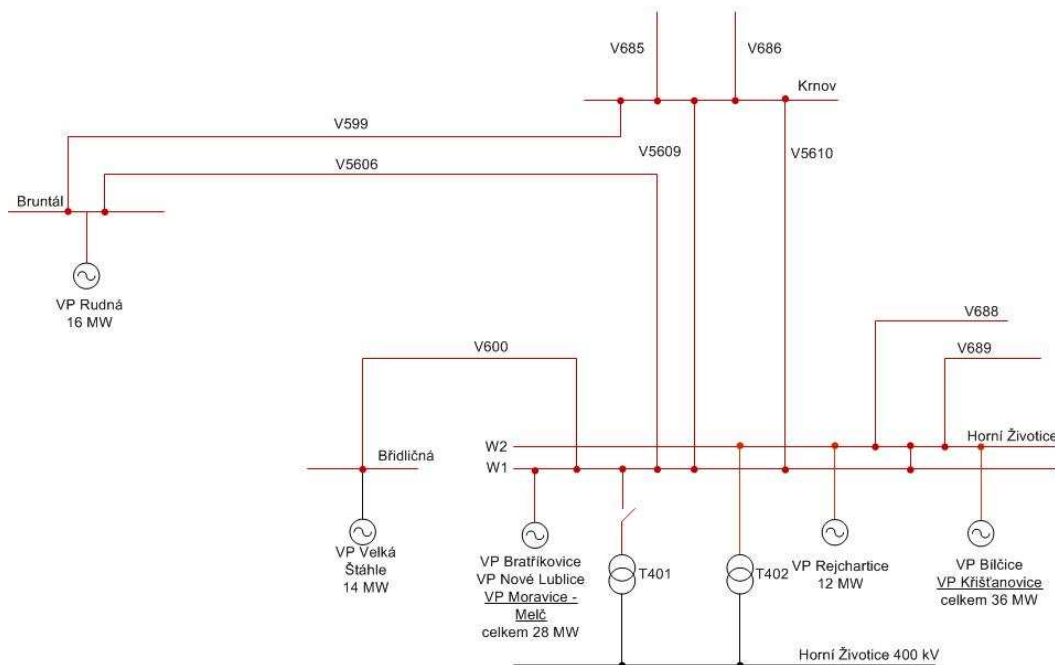 V685
V686
Krnov
V599
V5606
V5609
V5610
Bruntál
VP Rudná
16 MW
V688
V600
V689
W2
Horní Životice
Břidličná
W1
VP Velká
Štáhle
14 MW
VP Bratříkovice
VP Nové Lublice
VP Moravice -
Melč
celkem 28 MW
T401
T402
VP Rejchartice
12 MW
VP Bílčice
VP Křišťanovice
celkem 36 MW
Horní Životice 400 kV